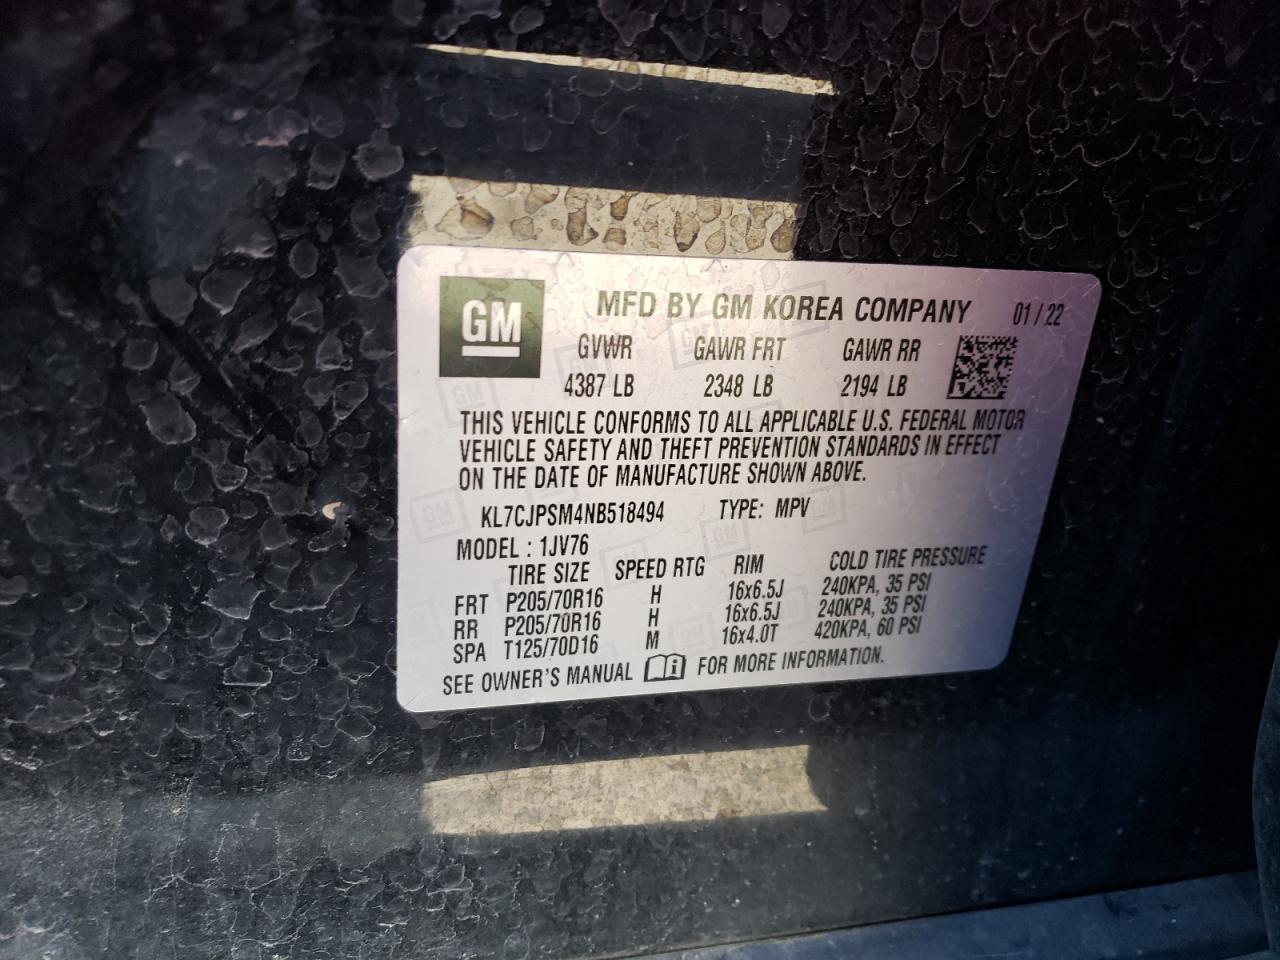 GM MFD BY GM KOREA COMPANY 01/22
GVWR GAWR FRT GAWR RR
4387 LB 2348 LB 2194 LB
THIS VEHICLE CONFORMS TO ALL APPLICABLE U.S. FEDERAL MOTOR
VEHICLE SAFETY AND THEFT PREVENTION STANDARDS IN EFFECT
ON THE DATE OF MANUFACTURE SHOWN ABOVE.
KL7CJPSM4NB518494 TYPE: MPV
MODEL : 1JV76
TIRE SIZE SPEED RTG RIM COLD TIRE PRESSURE
FRT P205/70R16 H 16x6.5J 240KPA, 35 PSI
RR P205/70R16 H 16x6.5J 240KPA, 35 PSI
SPA T125/70D16 M 16x4.0T 420KPA, 60 PSI
SEE OWNER'S MANUAL FOR MORE INFORMATION.